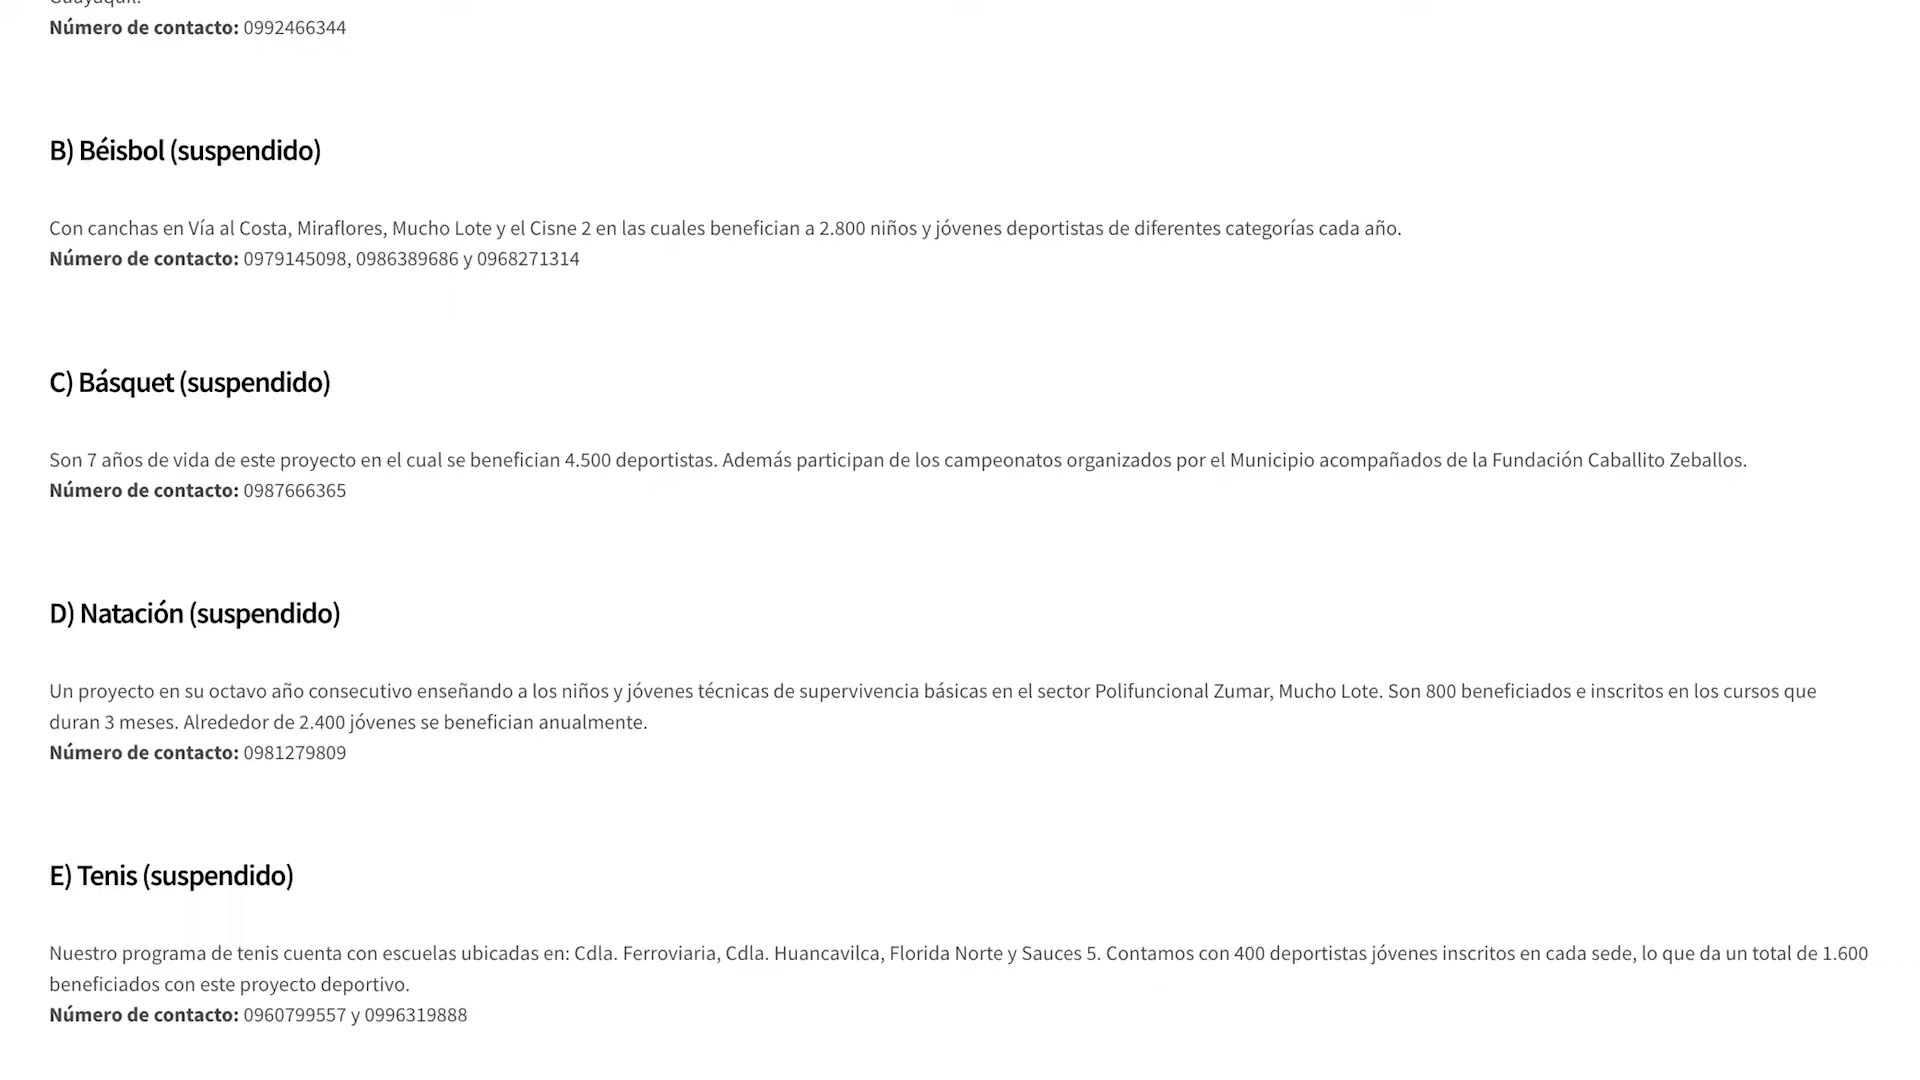 Guayaquil.
Número de contacto: 0992466344
B) Béisbol (suspendido)
Con canchas en Vía al Costa, Miraflores, Mucho Lote y el Cisne 2 en las cuales benefician a 2.800 niños y jóvenes deportistas de diferentes categorías cada año.
Número de contacto: 0979145098, 0986389686 y 0968271314
C) Básquet (suspendido)
Son 7 años de vida de este proyecto en el cual se benefician 4.500 deportistas. Además participan de los campeonatos organizados por el Municipio acompañados de la Fundación Caballito Zeballos.
Número de contacto: 0987666365
D) Natación (suspendido)
Un proyecto en su octavo año consecutivo enseñando a los niños y jóvenes técnicas de supervivencia básicas en el sector Polifuncional Zumar, Mucho Lote. Son 800 beneficiados e inscritos en los cursos que
duran 3 meses. Alrededor de 2.400 jóvenes se benefician anualmente.
Número de contacto: 0981279809
E) Tenis (suspendido)
Nuestro programa de tenis cuenta con escuelas ubicadas en: Cdla. Ferroviaria, Cdla. Huancavilca, Florida Norte y Sauces 5. Contamos con 400 deportistas jóvenes inscritos en cada sede, lo que da un total de 1.600
beneficiados con este proyecto deportivo.
Número de contacto: 0960799557 y 0996319888